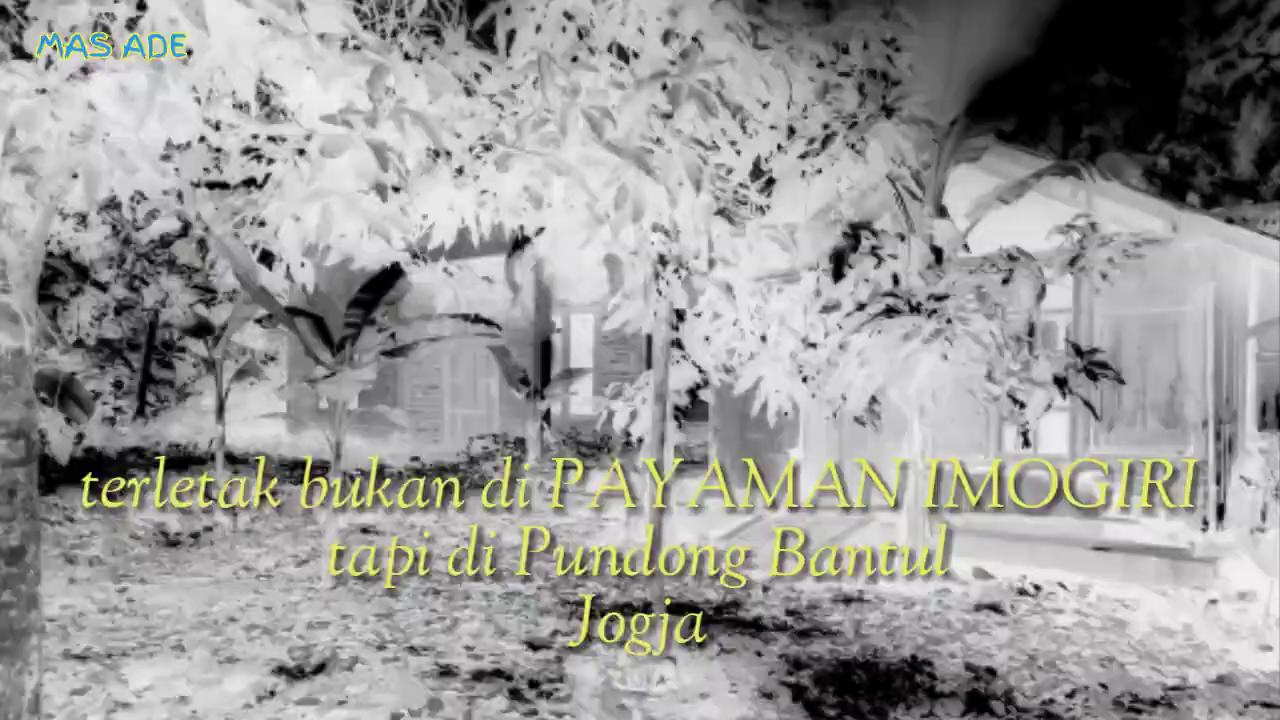 MAS ADE
terletak bukan di PAYAMAN IMOGIRI
tapi di Pundong Bantul
Jogja